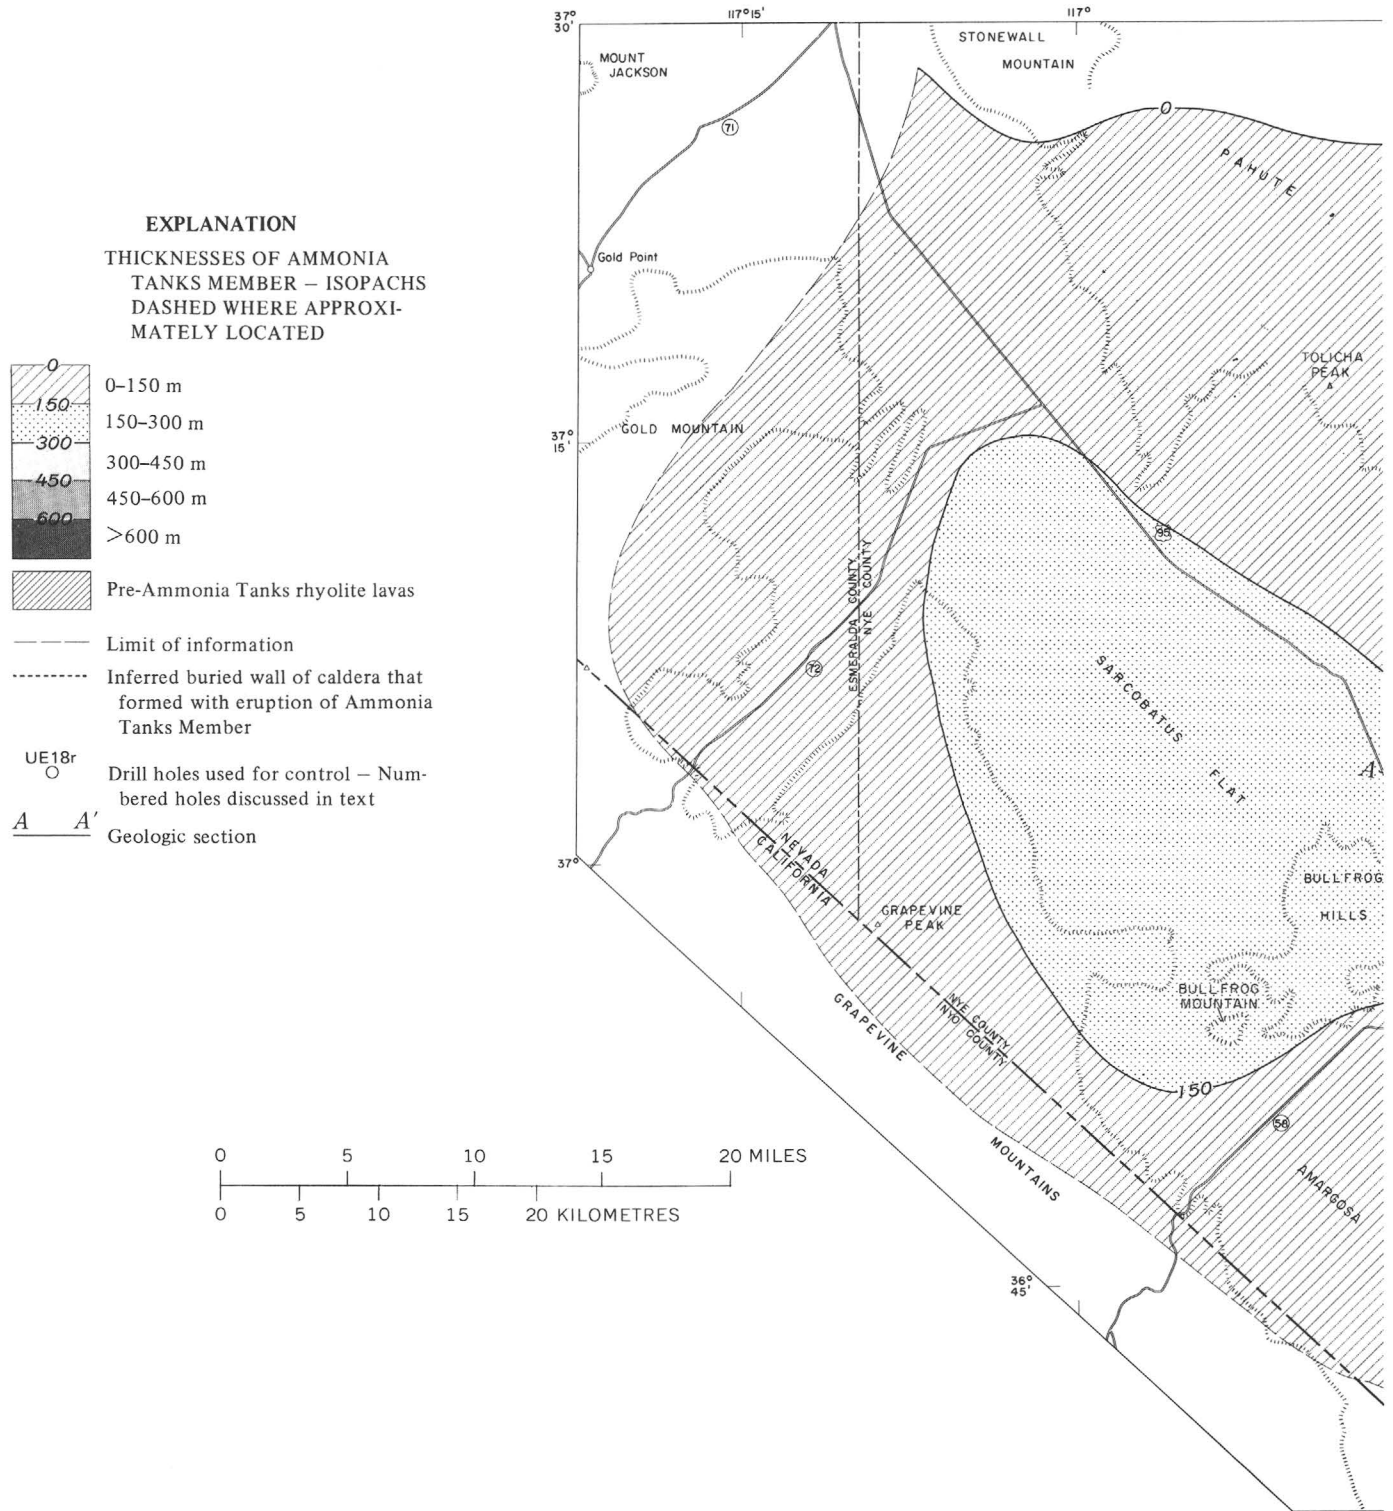 37°
30'
117°15'
117°
STONEWALL
MOUNTAIN
MOUNT
JACKSON
71
0
PAHUTE
EXPLANATION
THICKNESSES OF AMMONIA
TANKS MEMBER – ISOPACHS
DASHED WHERE APPROXI-
MATELY LOCATED
Gold Point
0
0–150 m
150
150–300 m
300
300–450 m
450
450–600 m
600
>600 m
TOLICHA
PEAK
GOLD MOUNTAIN
37°
15'
95
Pre-Ammonia Tanks rhyolite lavas
Limit of information
Inferred buried wall of caldera that
formed with eruption of Ammonia
Tanks Member
ESMERALDA COUNTY
NYE COUNTY
72
SARCOBATUS
FLAT
UE18r
Drill holes used for control – Num-
bered holes discussed in text
A A'
Geologic section
A
37°
NEVADA
CALIFORNIA
BULLFROG
HILLS
GRAPEVINE
PEAK
BULLFROG
MOUNTAIN
NYE COUNTY
INYO COUNTY
GRAPEVINE
MOUNTAINS
150
58
AMARGOSA
0 5 10 15 20 MILES
0 5 10 15 20 KILOMETRES
36°
45'